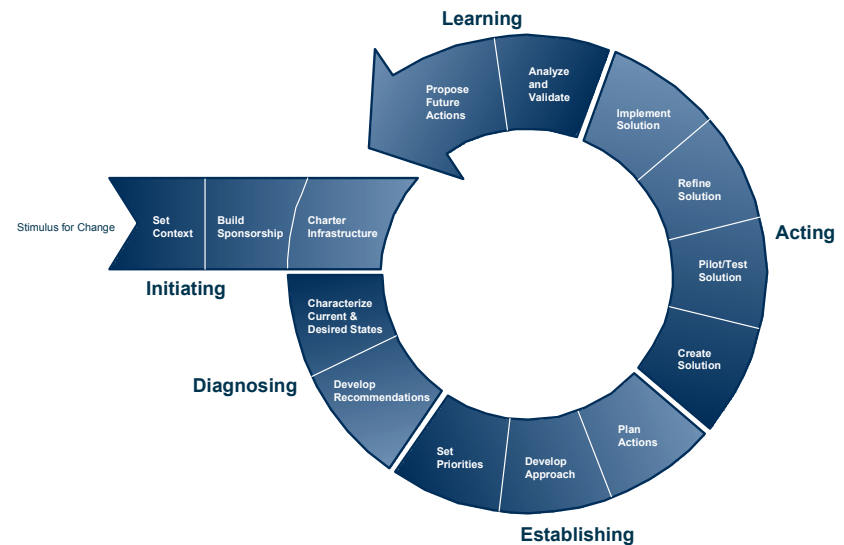 Learning
Analyze
and
Validate
Propose
Future
Actions
Implement
Solution
Refine
Solution
Acting
Pilot/Test
Solution
Create
Solution
Stimulus for Change
Set
Context
Build
Sponsorship
Charter
Infrastructure
Initiating
Characterize
Current &
Desired States
Diagnosing
Develop
Recommendations
Set
Priorities
Develop
Approach
Plan
Actions
Establishing